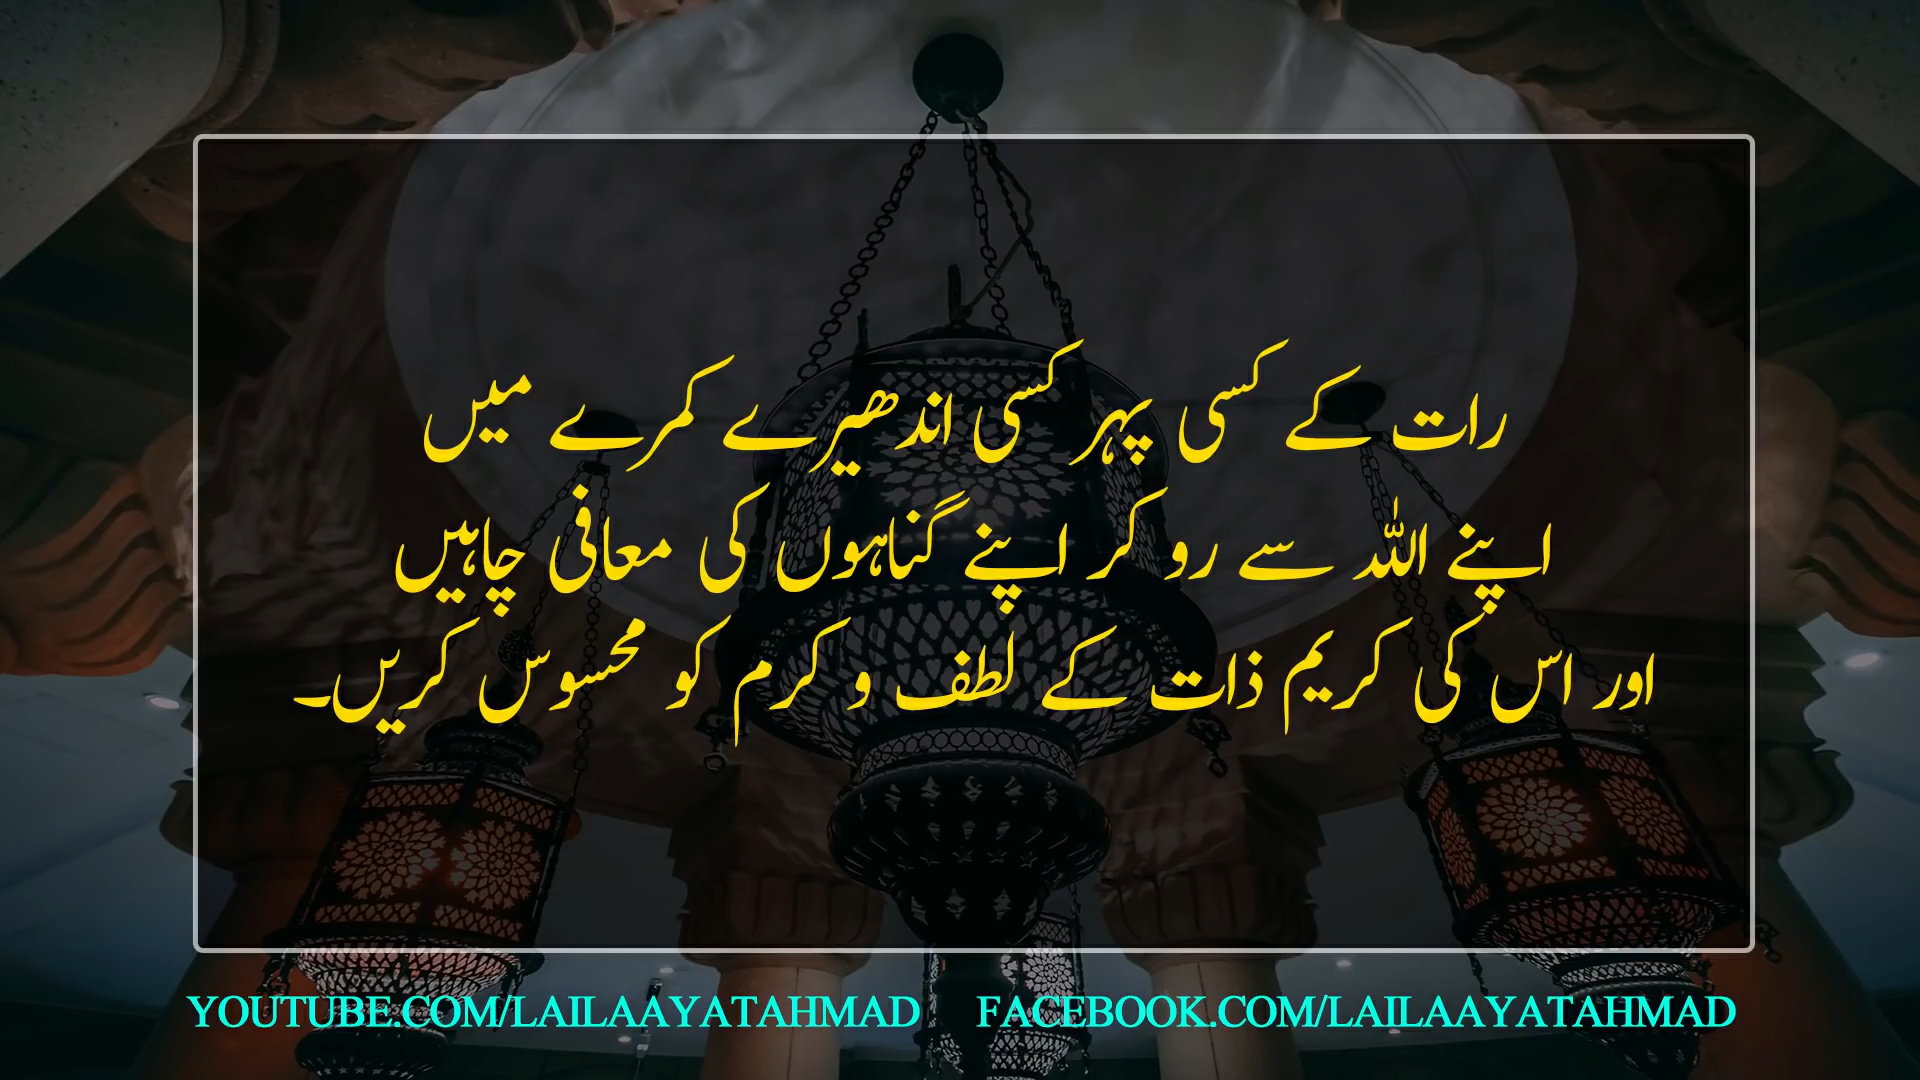 رات کے کسی پہر کسی اندھیرے کمرے میں
اپنے اللہ سے رو کر اپنے گناہوں کی معافی چاہیں
اور اس کی کریم ذات کے لطف و کرم کو محسوس کریں۔
YOUTUBE.COM/LAILAAYATAHMAD FACEBOOK.COM/LAILAAYATAHMAD